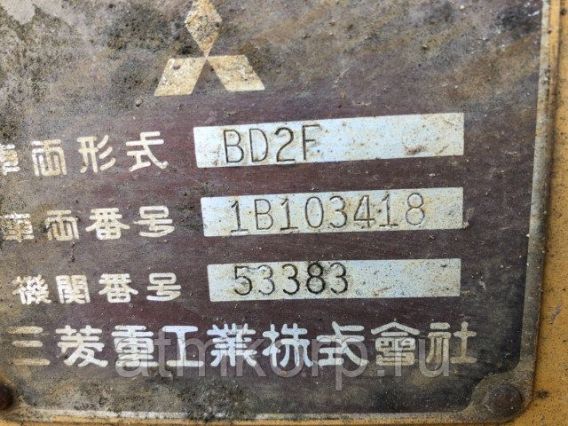 車両形式 BD2F
車両番号 1B103418
機関番号 53383
三菱重工業株式會社
atmkorp.ru